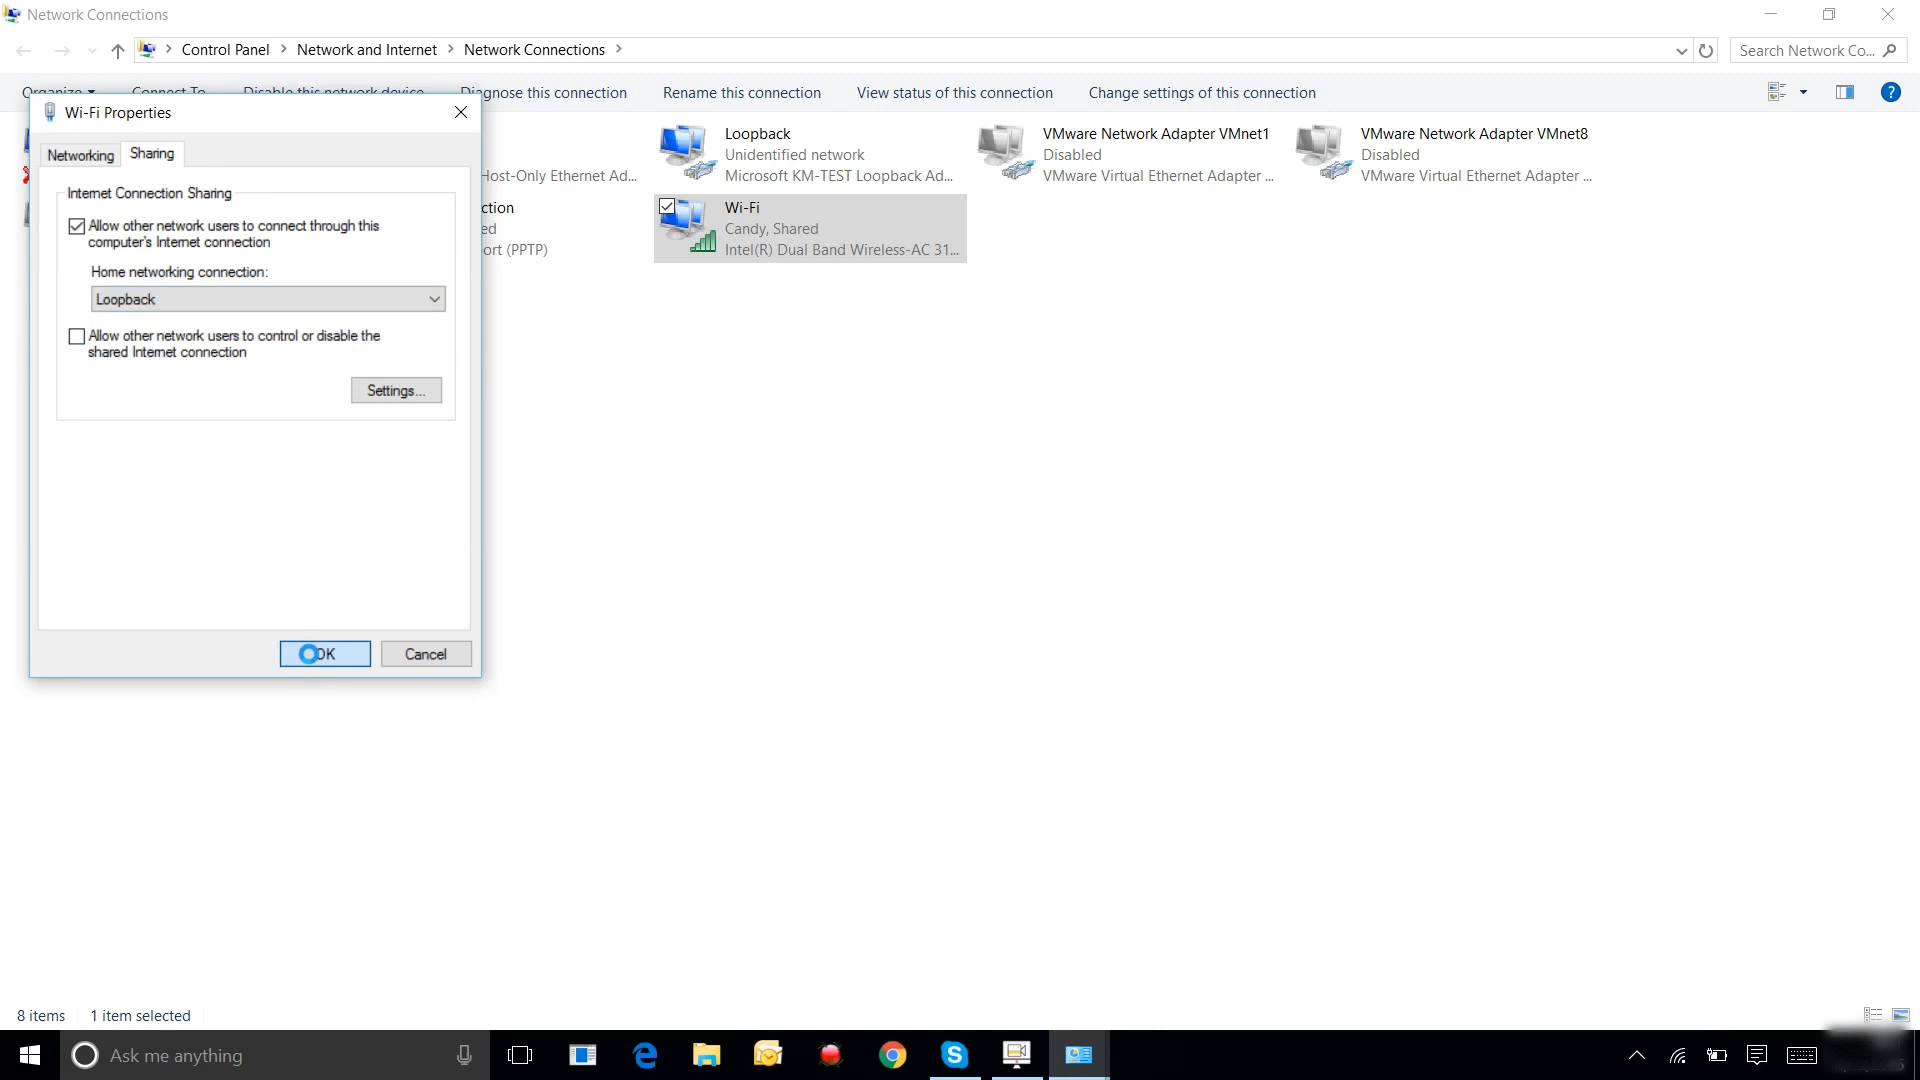 Network Connections
Control Panel > Network and Internet > Network Connections >
Search Network Co...
Organize
Connect To
Disable this network device
Diagnose this connection
Rename this connection
View status of this connection
Change settings of this connection
Wi-Fi Properties
Networking
Sharing
Internet Connection Sharing
Allow other network users to connect through this
computer's Internet connection
Home networking connection:
Loopback
Allow other network users to control or disable the
shared Internet connection
Settings...
OK
Cancel
Host-Only Ethernet Ad...
ction
ed
ort (PPTP)
Loopback
Unidentified network
Microsoft KM-TEST Loopback Ad...
Wi-Fi
Candy, Shared
Intel(R) Dual Band Wireless-AC 31...
VMware Network Adapter VMnet1
Disabled
VMware Virtual Ethernet Adapter ...
VMware Network Adapter VMnet8
Disabled
VMware Virtual Ethernet Adapter ...
8 items
1 item selected
Ask me anything